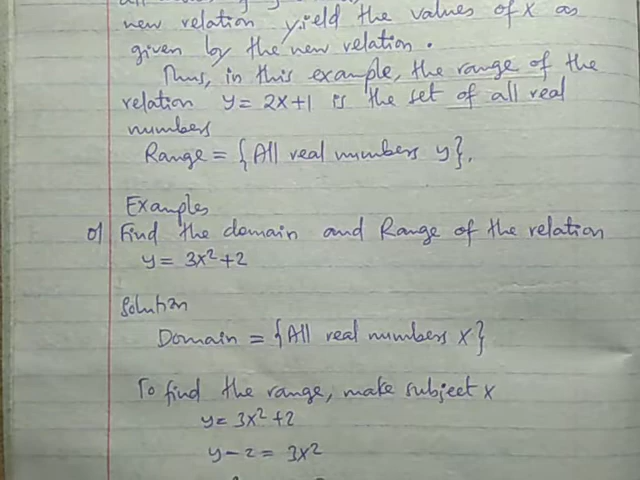 new relation yield the values of x as
given by the new relation.
Thus, in this example, the range of the
relation y = 2x+1 is the set of all real
numbers
Range = {All real numbers y}.
Examples
01 Find the domain and Range of the relation
y = 3x²+2
Solution
Domain = {All real numbers x}
To find the range, make subject x
y = 3x²+2
y-2 = 3x²